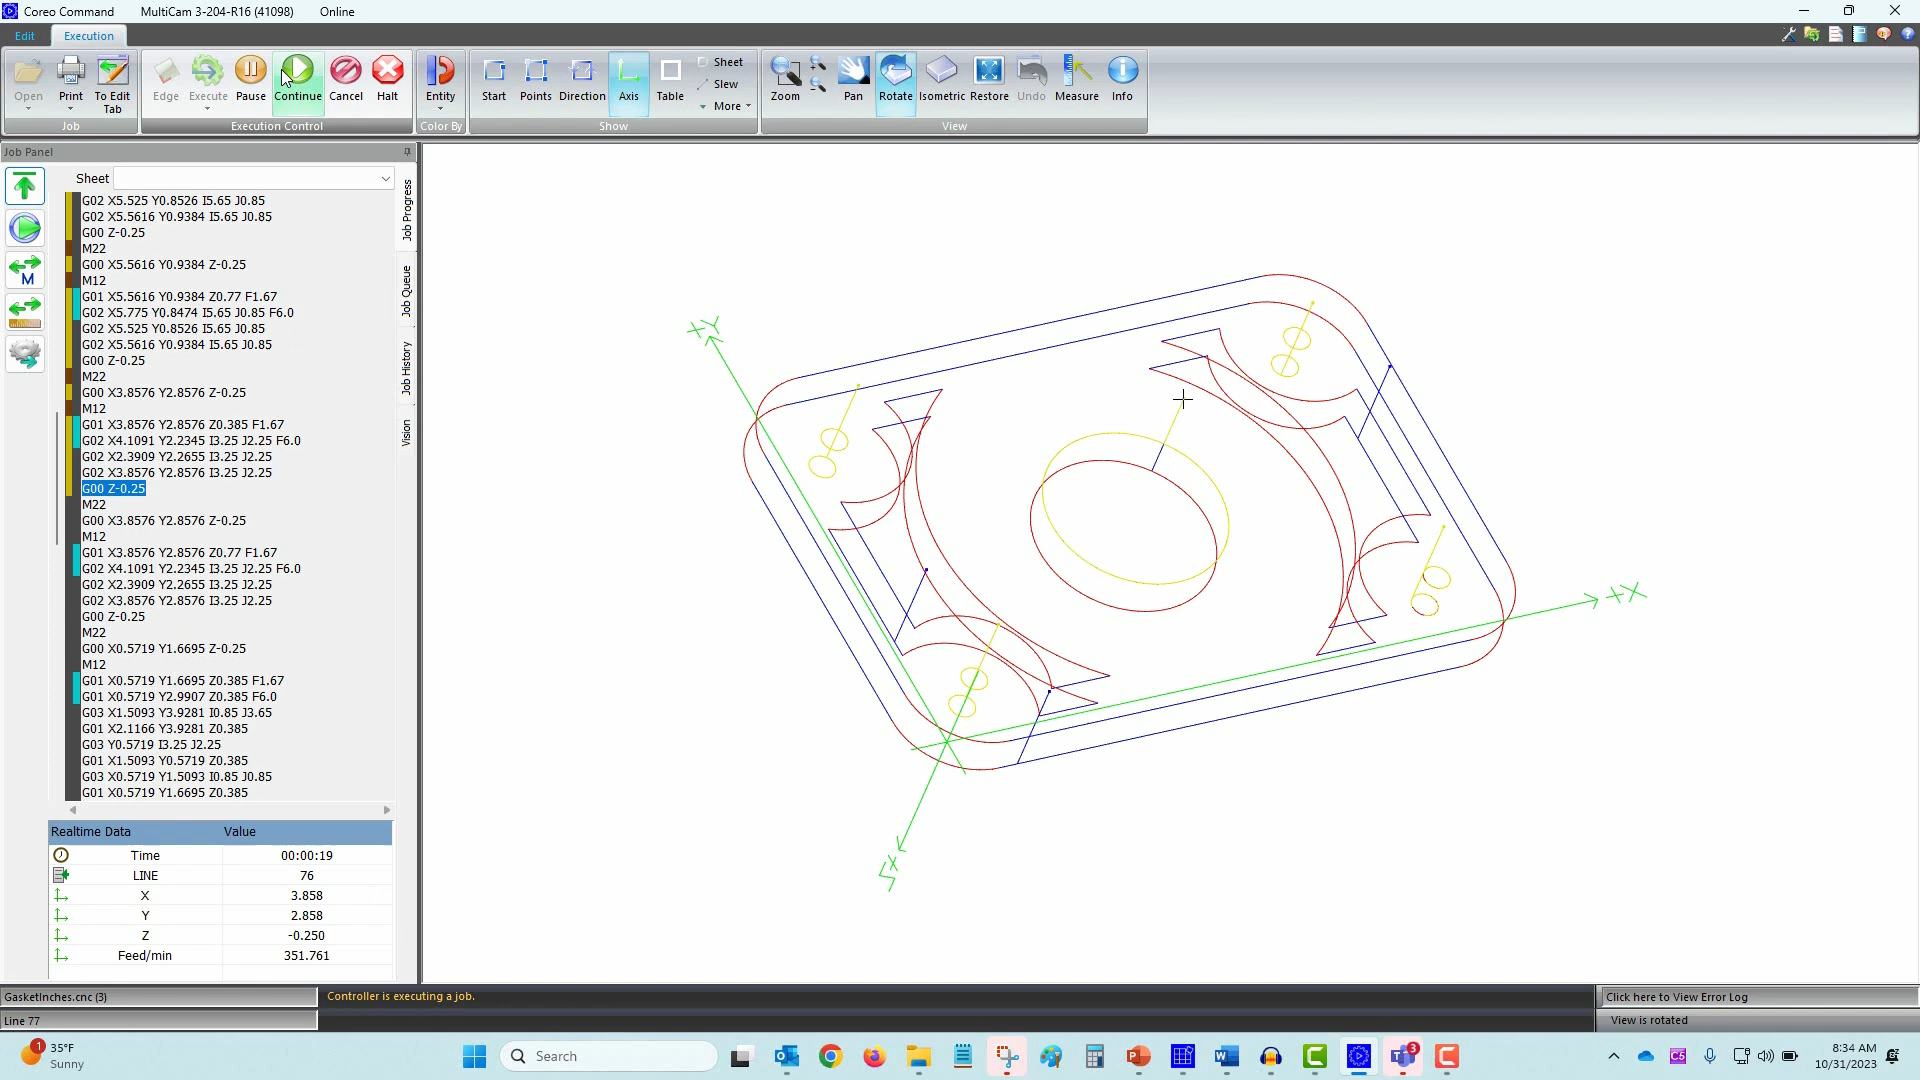 Coreo Command MultiCam 3-204-R16 (41098) Online
Edit Execution
Open Print To Edit Tab Edge Execute Pause Continue Cancel Halt Entity Start Points Direction Axis Table Sheet Slew More Zoom Pan Rotate Isometric Restore Undo Measure Info
Job Execution Control Color By Show View
Job Panel
Sheet
G02 X5.525 Y0.8526 I5.65 J0.85
G02 X5.5616 Y0.9384 I5.65 J0.85
G00 Z-0.25
M22
G00 X5.5616 Y0.9384 Z-0.25
M12
G01 X5.5616 Y0.9384 Z0.77 F1.67
G02 X5.775 Y0.8474 I5.65 J0.85 F6.0
G02 X5.525 Y0.8526 I5.65 J0.85
G02 X5.5616 Y0.9384 I5.65 J0.85
G00 Z-0.25
M22
G00 X3.8576 Y2.8576 Z-0.25
M12
G01 X3.8576 Y2.8576 Z0.385 F1.67
G02 X4.1091 Y2.2345 I3.25 J2.25 F6.0
G02 X2.3909 Y2.2655 I3.25 J2.25
G02 X3.8576 Y2.8576 I3.25 J2.25
G00 Z-0.25
M22
G00 X3.8576 Y2.8576 Z-0.25
M12
G01 X3.8576 Y2.8576 Z0.77 F1.67
G02 X4.1091 Y2.2345 I3.25 J2.25 F6.0
G02 X2.3909 Y2.2655 I3.25 J2.25
G02 X3.8576 Y2.8576 I3.25 J2.25
G00 Z-0.25
M22
G00 X0.5719 Y1.6695 Z-0.25
M12
G01 X0.5719 Y1.6695 Z0.385 F1.67
G01 X0.5719 Y2.9907 Z0.385 F6.0
G03 X1.5093 Y3.9281 I0.85 J3.65
G01 X2.1166 Y3.9281 Z0.385
G03 Y0.5719 I3.25 J2.25
G01 X1.5093 Y0.5719 Z0.385
G03 X0.5719 Y1.5093 I0.85 J0.85
G01 X0.5719 Y1.6695 Z0.385
Job Progress
Job Queue
Job History
Vision
Realtime Data Value
Time 00:00:19
LINE 76
X 3.858
Y 2.858
Z -0.250
Feed/min 351.761
+Y
+X
+Z
GasketInches.cnc (3) Controller is executing a job. Click here to View Error Log
Line 77 View is rotated
1 35°F
Sunny
Search
3
8:34 AM
10/31/2023